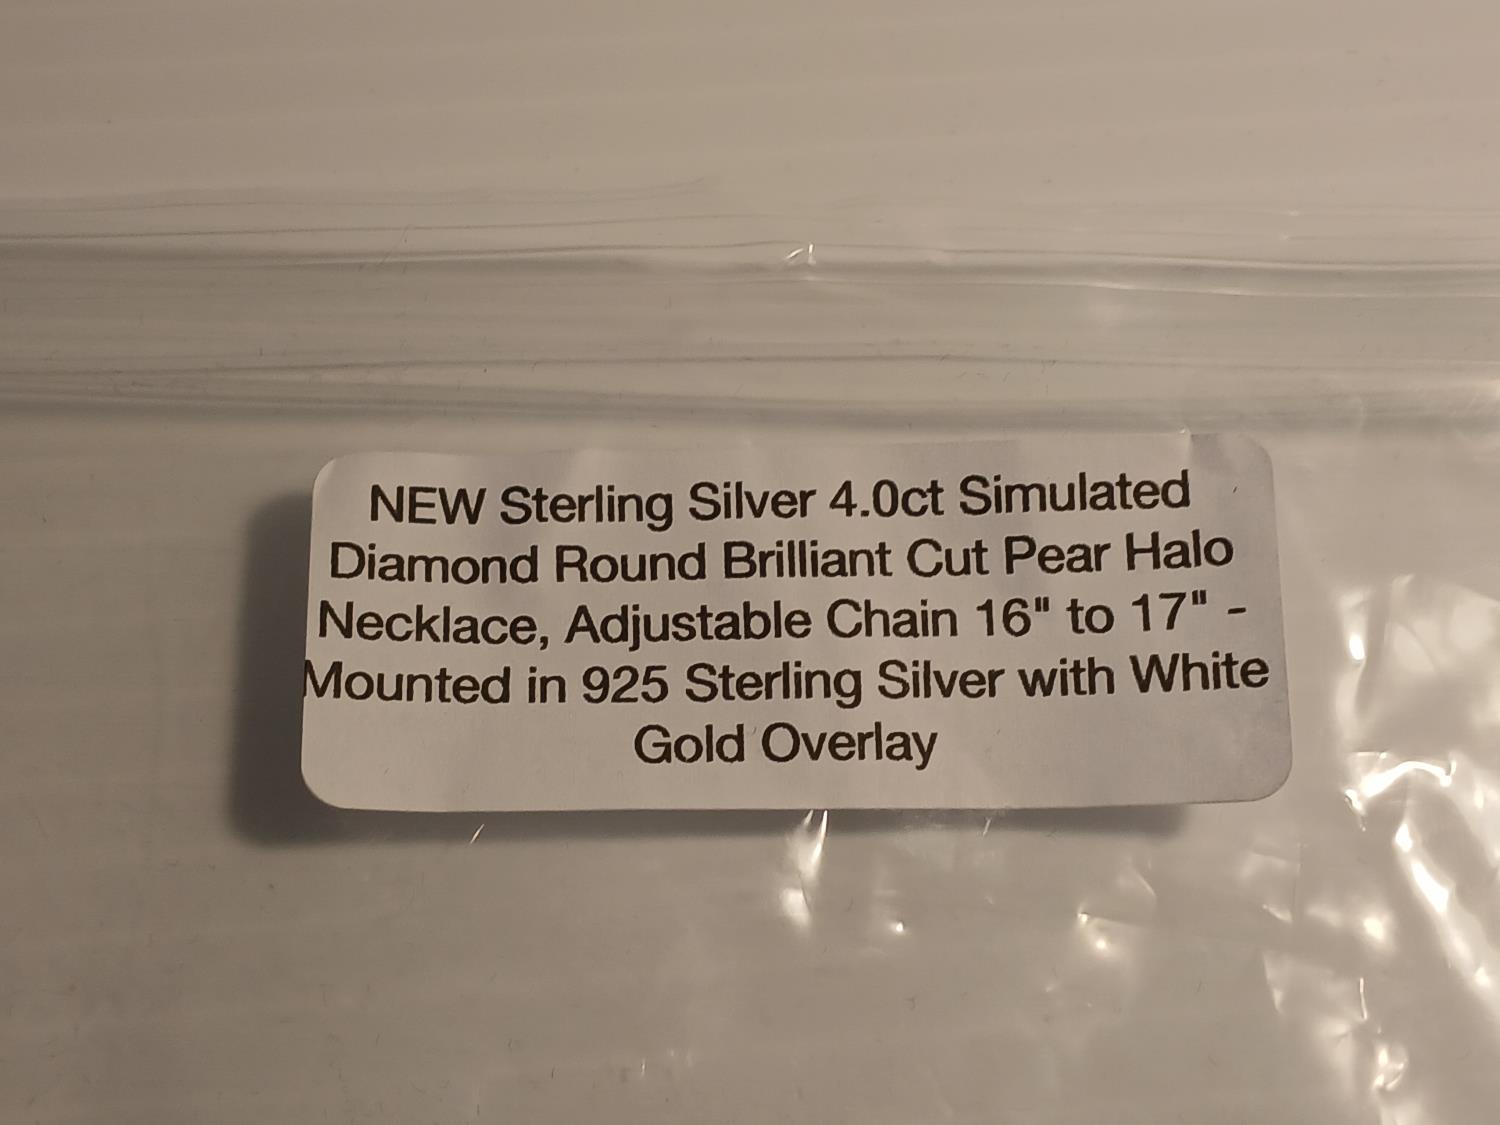 NEW Sterling Silver 4.0ct Simulated
Diamond Round Brilliant Cut Pear Halo
Necklace, Adjustable Chain 16" to 17" -
Mounted in 925 Sterling Silver with White
Gold Overlay